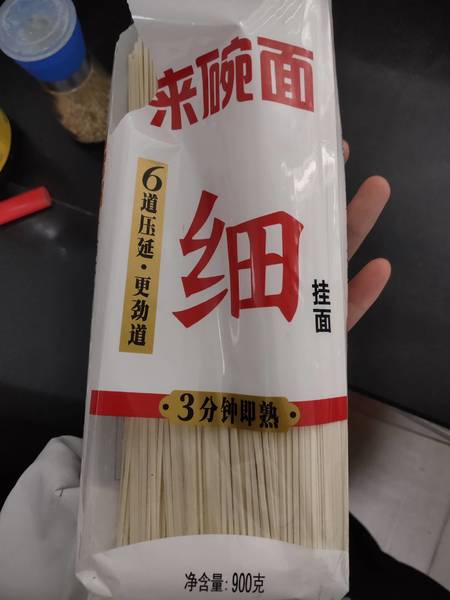 来碗面
6道压延·更劲道
细
挂面
·3分钟即熟·
净含量: 900克